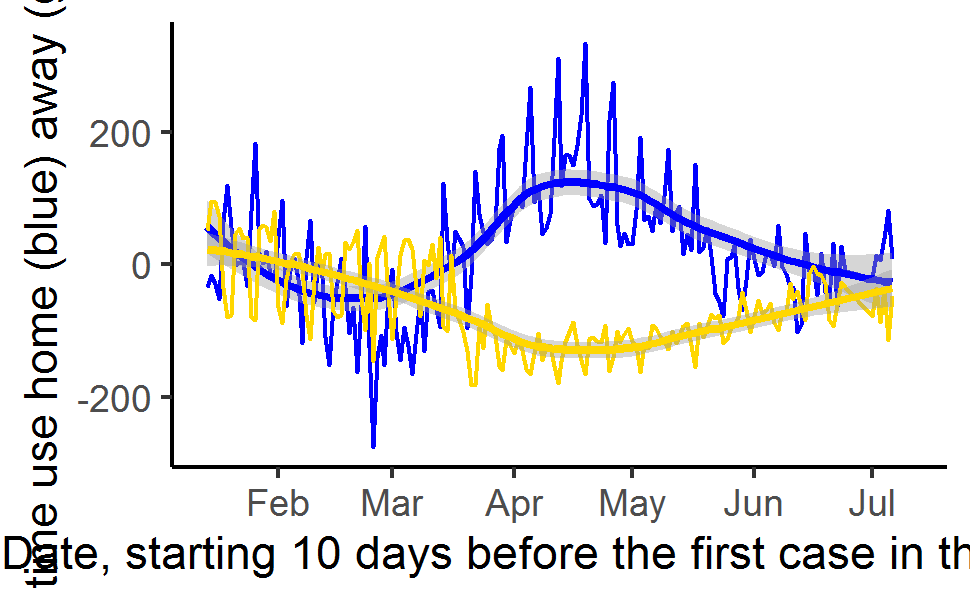 time use home (blue) away (
200
0
-200
Feb Mar Apr May Jun Jul
Date, starting 10 days before the first case in th